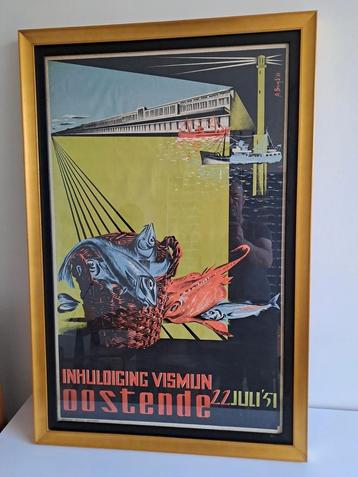 INHULDIGING VISMIJN
OOSTENDE 22 JULI '51